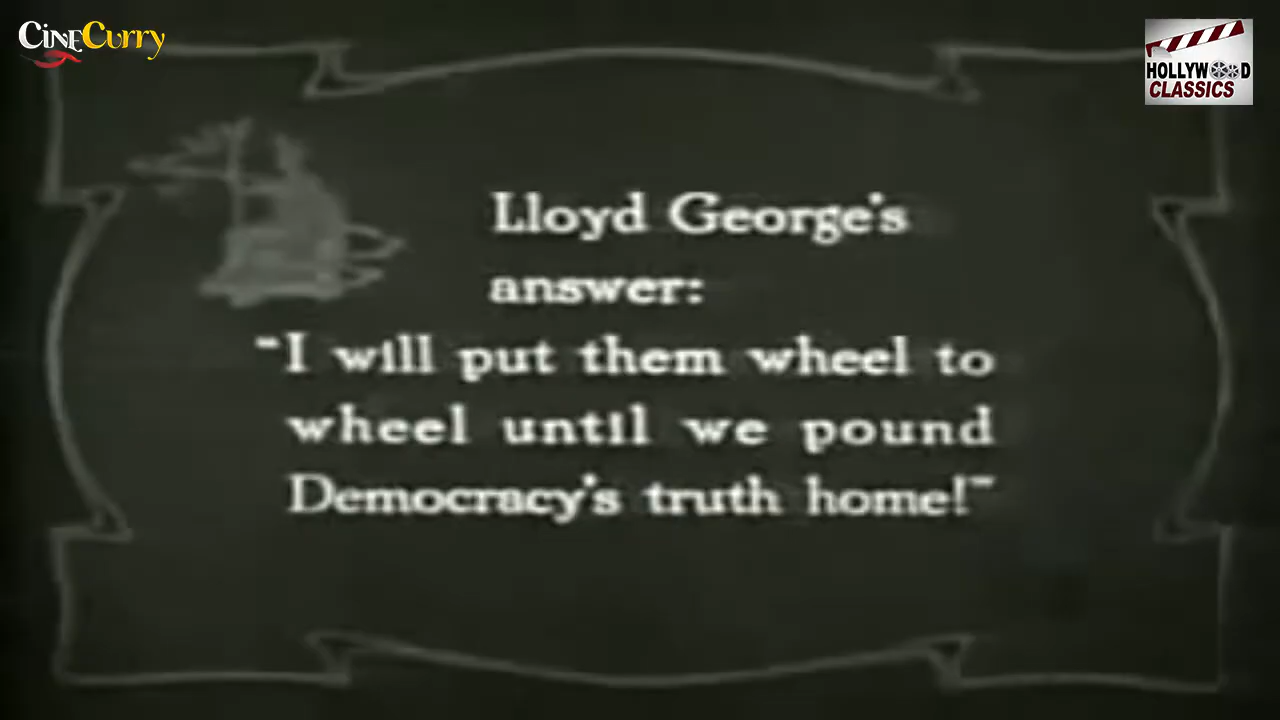 CineCurry
HOLLYWOOD
CLASSICS
Lloyd George's
answer:
"I will put them wheel to
wheel until we pound
Democracy's truth home!"